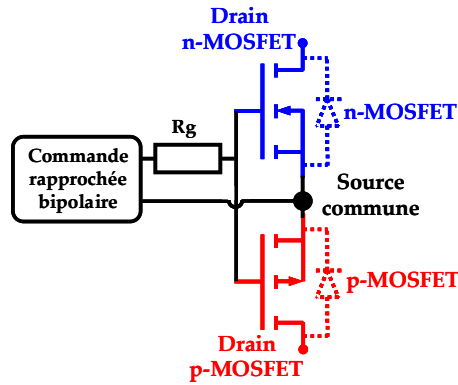 Drain
n-MOSFET
n-MOSFET
Rg
Commande
rapprochée
bipolaire
Source
commune
p-MOSFET
Drain
p-MOSFET